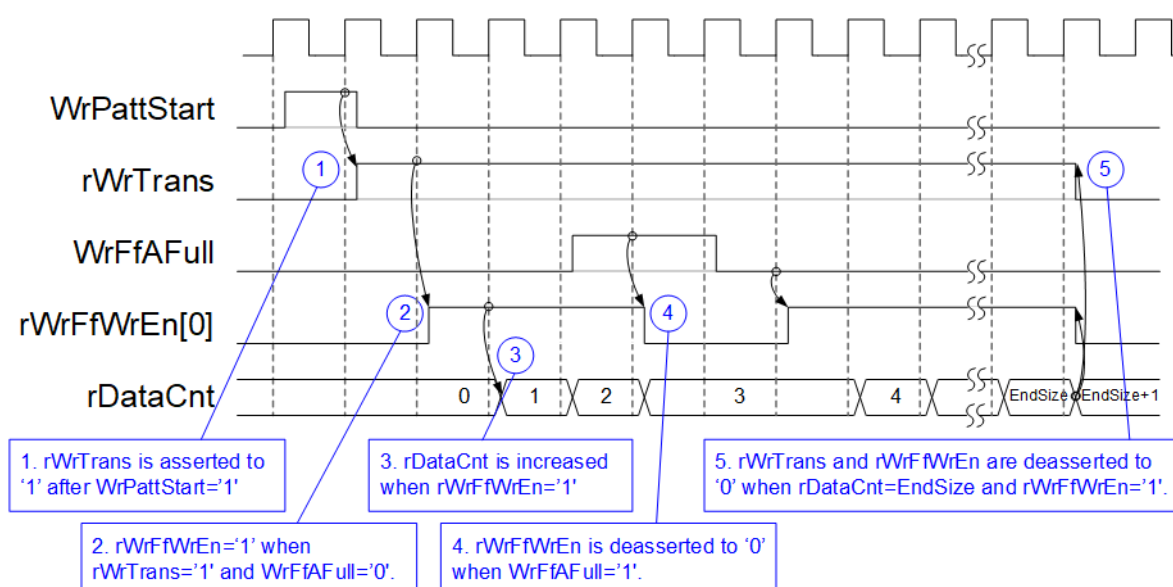 WrPattStart
rWrTrans
1
5
WrFfAFull
rWrFfWrEn[0]
2
4
3
rDataCnt
0 1 2 3 4 EndSize EndSize+1
1. rWrTrans is asserted to
‘1’ after WrPattStart=’1’
3. rDataCnt is increased
when rWrFfWrEn=’1’
5. rWrTrans and rWrFfWrEn are deasserted to
‘0’ when rDataCnt=EndSize and rWrFfWrEn=’1’.
2. rWrFfWrEn=‘1’ when
rWrTrans=’1’ and WrFfAFull=’0’.
4. rWrFfWrEn is deasserted to ‘0’
when WrFfAFull=’1’.